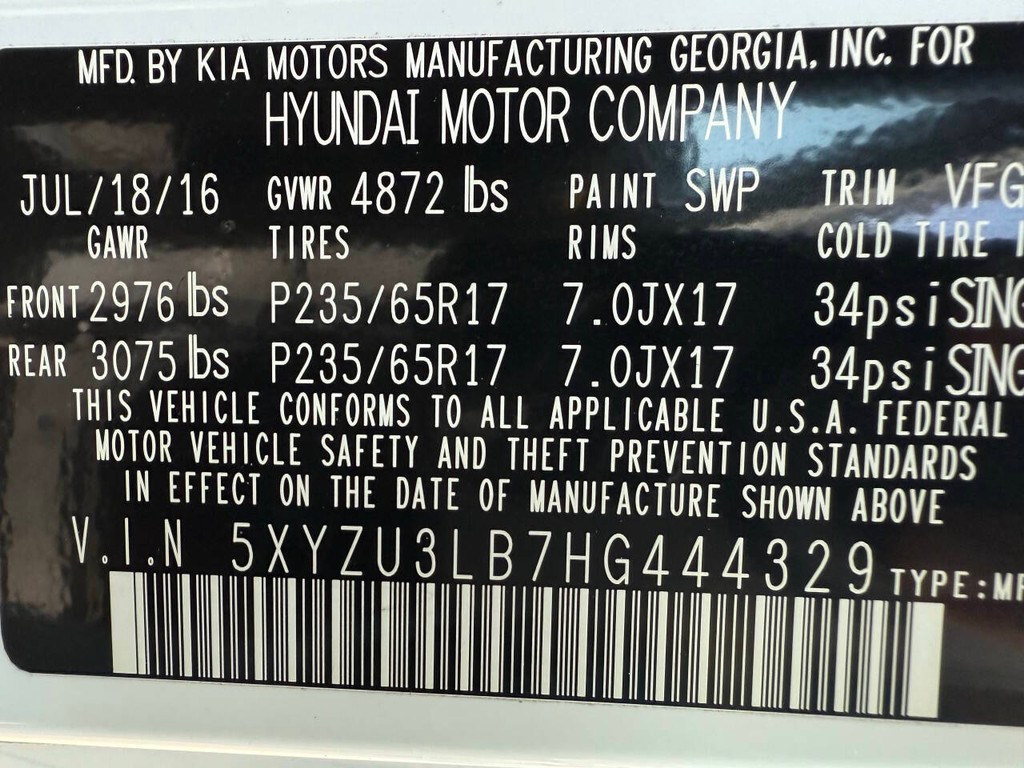 MFD. BY KIA MOTORS MANUFACTURING GEORGIA, INC. FOR
HYUNDAI MOTOR COMPANY
JUL/18/16 GVWR 4872 lbs PAINT SWP TRIM VFG
GAWR TIRES RIMS COLD TIRE
FRONT 2976 lbs P235/65R17 7.0JX17 34psi SING
REAR 3075 lbs P235/65R17 7.0JX17 34psi SING
THIS VEHICLE CONFORMS TO ALL APPLICABLE U.S.A. FEDERAL
MOTOR VEHICLE SAFETY AND THEFT PREVENTION STANDARDS
IN EFFECT ON THE DATE OF MANUFACTURE SHOWN ABOVE
V.I.N 5XYZU3LB7HG444329 TYPE: